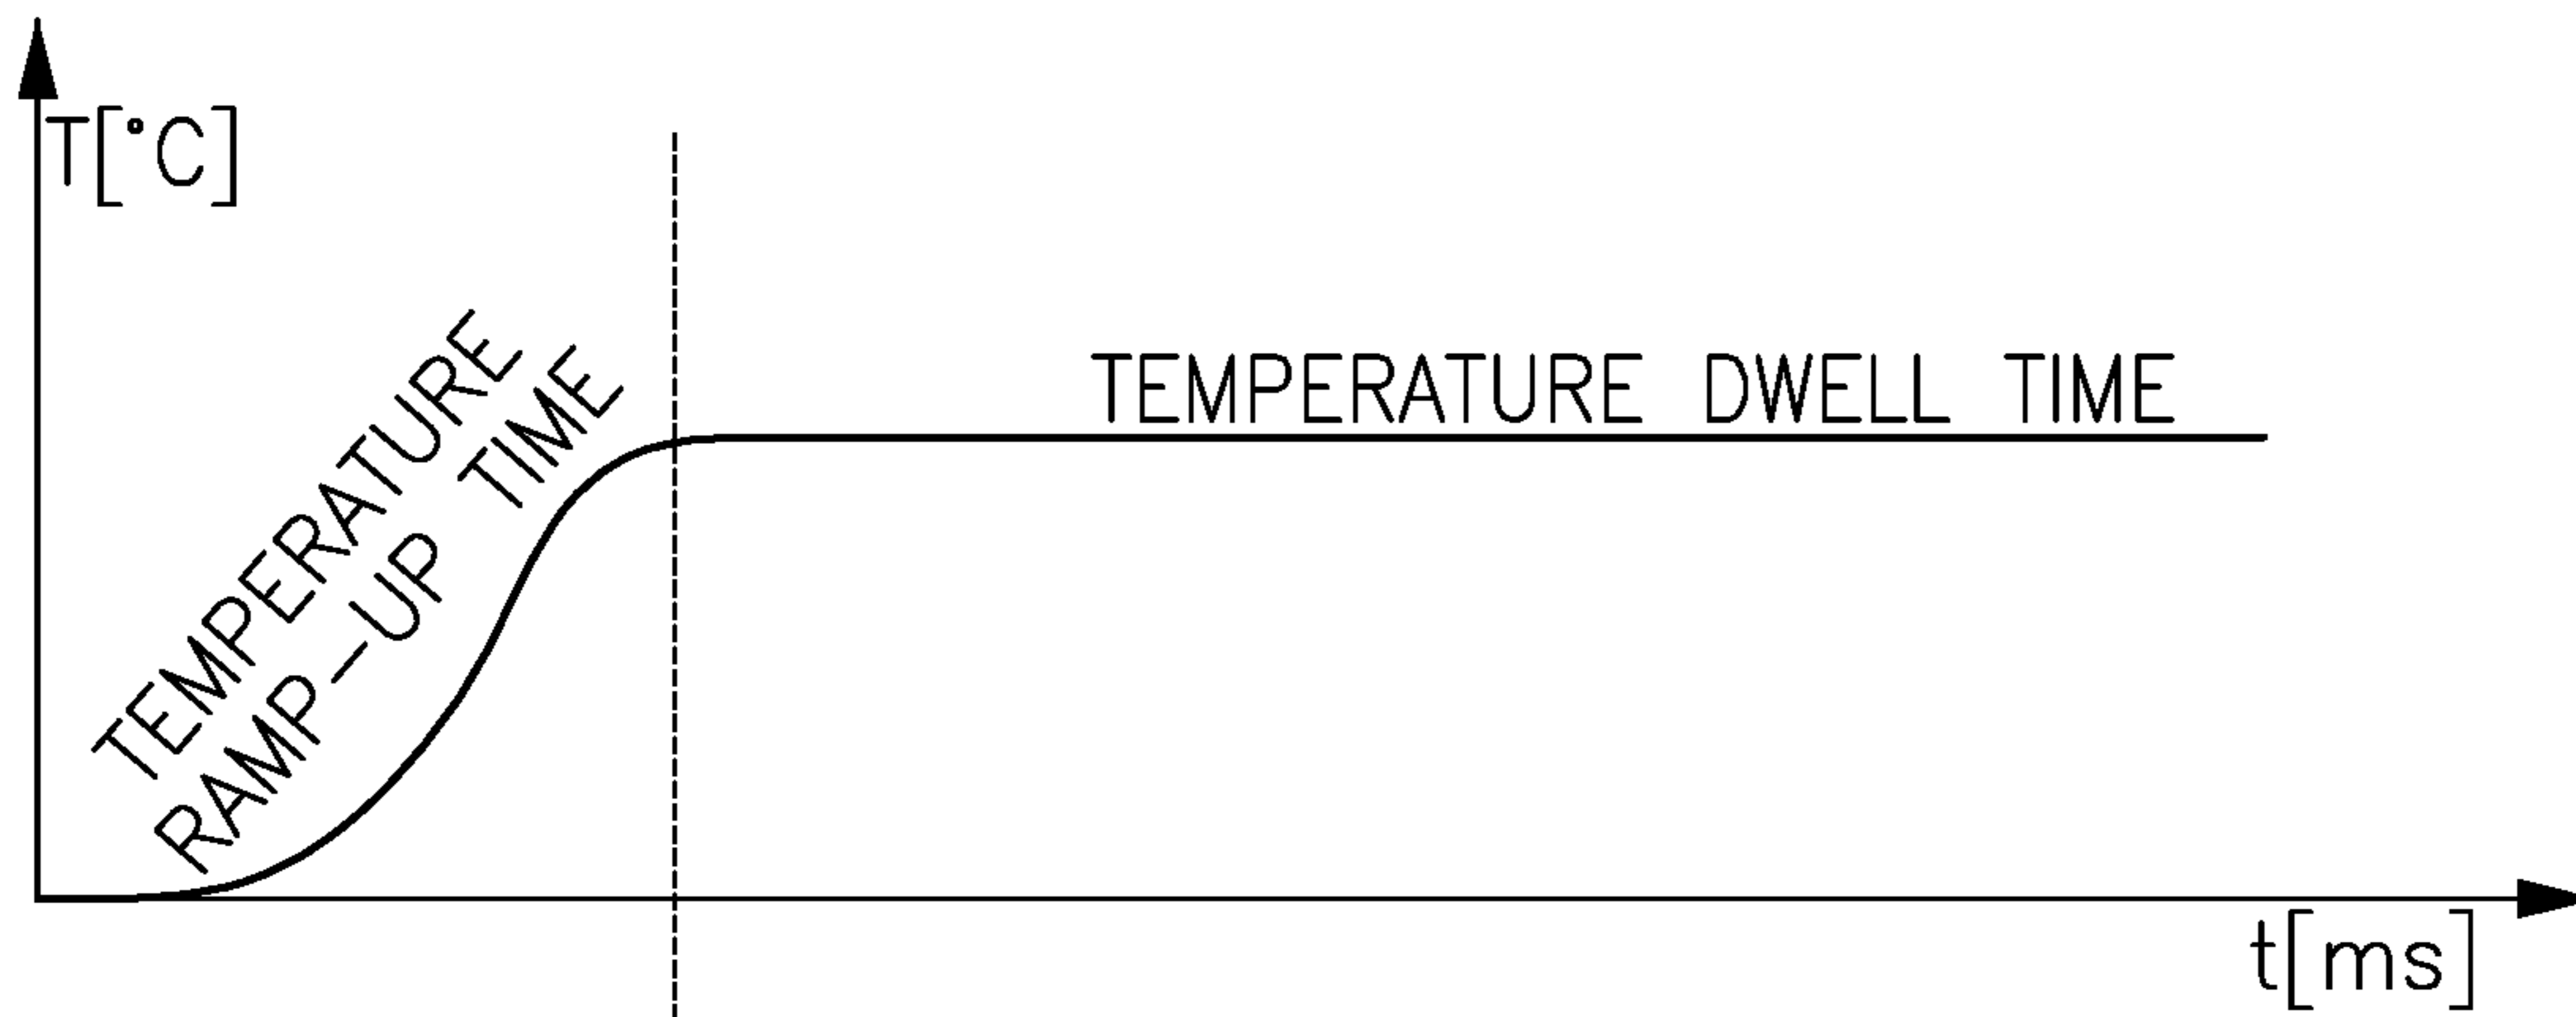 T[°C]
TEMPERATURE
RAMP-UP TIME
TEMPERATURE DWELL TIME
t[ms]